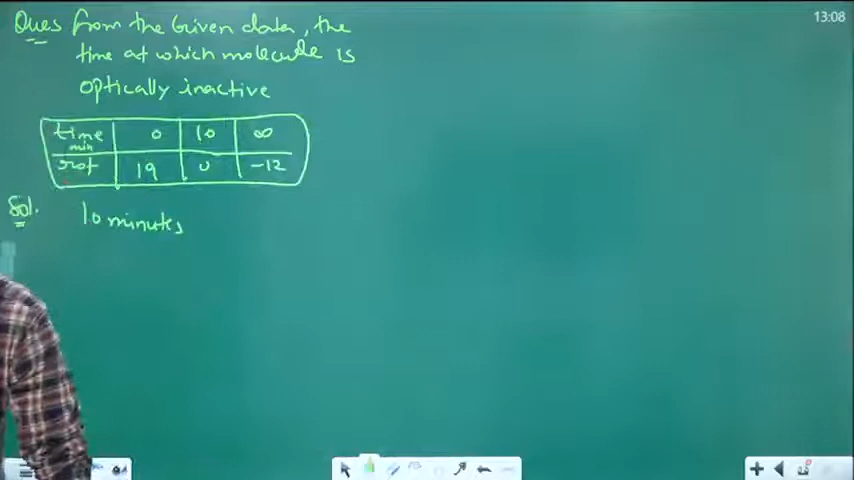 13:08
Ques from the Given data, the
time at which molecule is
optically inactive
time min 0 10 ∞
rot 19 0 -12
Sol. 10 minutes